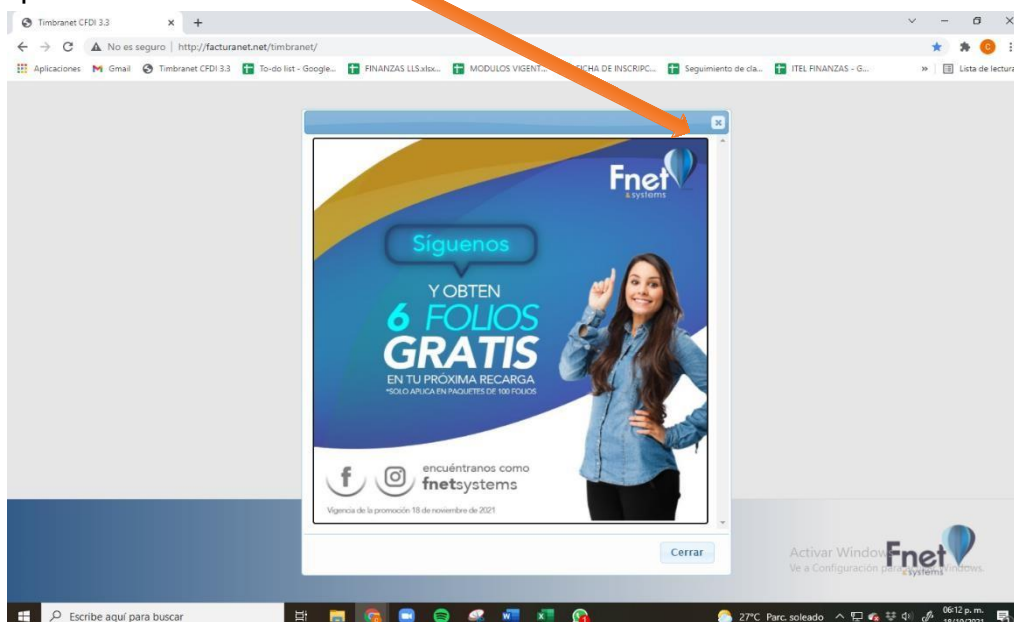 Timbranet CFDI 3.3
No es seguro | http://facturanet.net/timbranet/
Aplicaciones Gmail Timbranet CFDI 3.3 To-do list - Google... FINANZAS LLS.xlsx... MODULOS VIGENT... FICHA DE INSCRIPC... Seguimiento de cla... ITEL FINANZAS - G... » Lista de lectura
Fnet
& systems
Síguenos
Y OBTEN
6 FOLIOS
GRATIS
EN TU PRÓXIMA RECARGA
*SOLO APLICA EN PAQUETES DE 100 FOLIOS
encuéntranos como
fnetsystems
Vigencia de la promoción 18 de noviembre de 2021
Cerrar
Activar Window
Ve a Configuración para Windows.
Fnet
& systems
Escribe aquí para buscar
27°C Parc. soleado
06:12 p. m.
18/10/2021